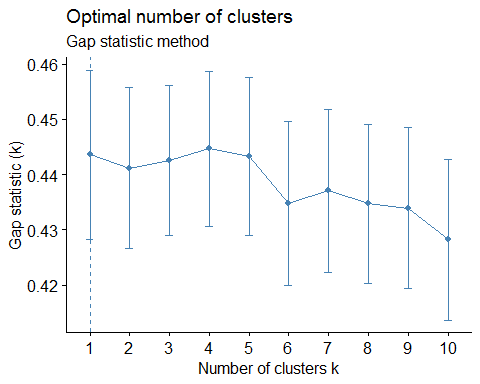 Optimal number of clusters
Gap statistic method
Gap statistic (k)
0.46
0.45
0.44
0.43
0.42
1 2 3 4 5 6 7 8 9 10
Number of clusters k